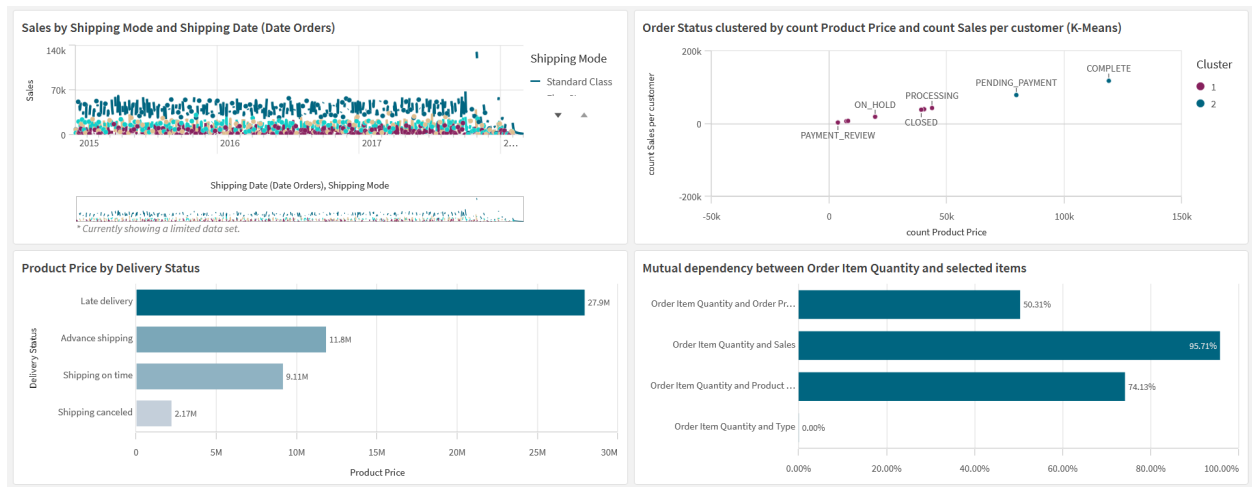 Sales by Shipping Mode and Shipping Date (Date Orders)
140k
70k
0
Sales
2015
2016
2017
2...
Shipping Date (Date Orders), Shipping Mode
* Currently showing a limited data set.
Shipping Mode
Standard Class
Order Status clustered by count Product Price and count Sales per customer (K-Means)
200k
0
-200k
count Sales per customer
PAYMENT_REVIEW
ON_HOLD
CLOSED
PROCESSING
PENDING_PAYMENT
COMPLETE
-50k
0
50k
100k
150k
count Product Price
Cluster
1
2
Product Price by Delivery Status
Delivery Status
Late delivery
27.9M
Advance shipping
11.8M
Shipping on time
9.11M
Shipping canceled
2.17M
0
5M
10M
15M
20M
25M
30M
Product Price
Mutual dependency between Order Item Quantity and selected items
Order Item Quantity and Order Pr...
50.31%
Order Item Quantity and Sales
95.71%
Order Item Quantity and Product ...
74.13%
Order Item Quantity and Type
0.00%
0.00%
20.00%
40.00%
60.00%
80.00%
100.00%